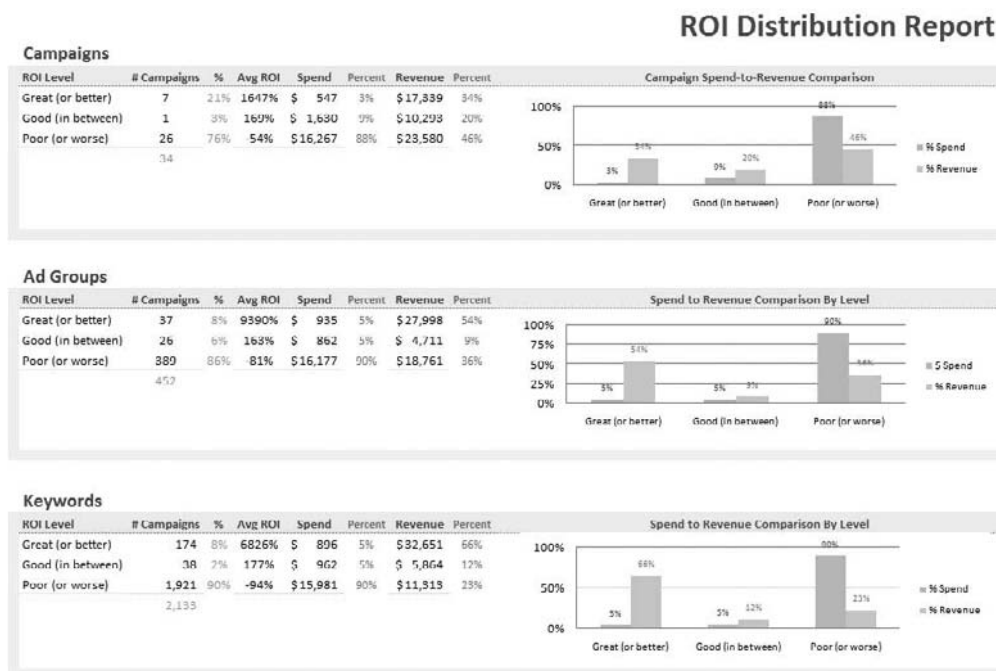 ROI Distribution Report
Campaigns
ROI Level # Campaigns % Avg ROI Spend Percent Revenue Percent
Great (or better) 7 21% 1647% $ 547 3% $17,339 34%
Good (in between) 1 3% 169% $ 1,630 9% $10,293 20%
Poor (or worse) 26 76% -54% $16,267 88% $23,580 46%
34
Campaign Spend-to-Revenue Comparison
100%
50%
0%
3% 34% 9% 20% 88% 46%
Great (or better) Good (in between) Poor (or worse)
% Spend
% Revenue
Ad Groups
ROI Level # Campaigns % Avg ROI Spend Percent Revenue Percent
Great (or better) 37 8% 9390% $ 935 5% $27,998 54%
Good (in between) 26 6% 163% $ 862 5% $ 4,711 9%
Poor (or worse) 389 86% -81% $16,177 90% $18,761 36%
452
Spend to Revenue Comparison By Level
100%
75%
50%
25%
0%
5% 54% 5% 9% 90% 36%
Great (or better) Good (in between) Poor (or worse)
$ Spend
% Revenue
Keywords
ROI Level # Campaigns % Avg ROI Spend Percent Revenue Percent
Great (or better) 174 8% 6826% $ 896 5% $32,651 66%
Good (in between) 38 2% 177% $ 962 5% $ 5,864 12%
Poor (or worse) 1,921 90% -94% $15,981 90% $11,313 23%
2,133
Spend to Revenue Comparison By Level
100%
50%
0%
5% 66% 5% 12% 90% 23%
Great (or better) Good (in between) Poor (or worse)
% Spend
% Revenue